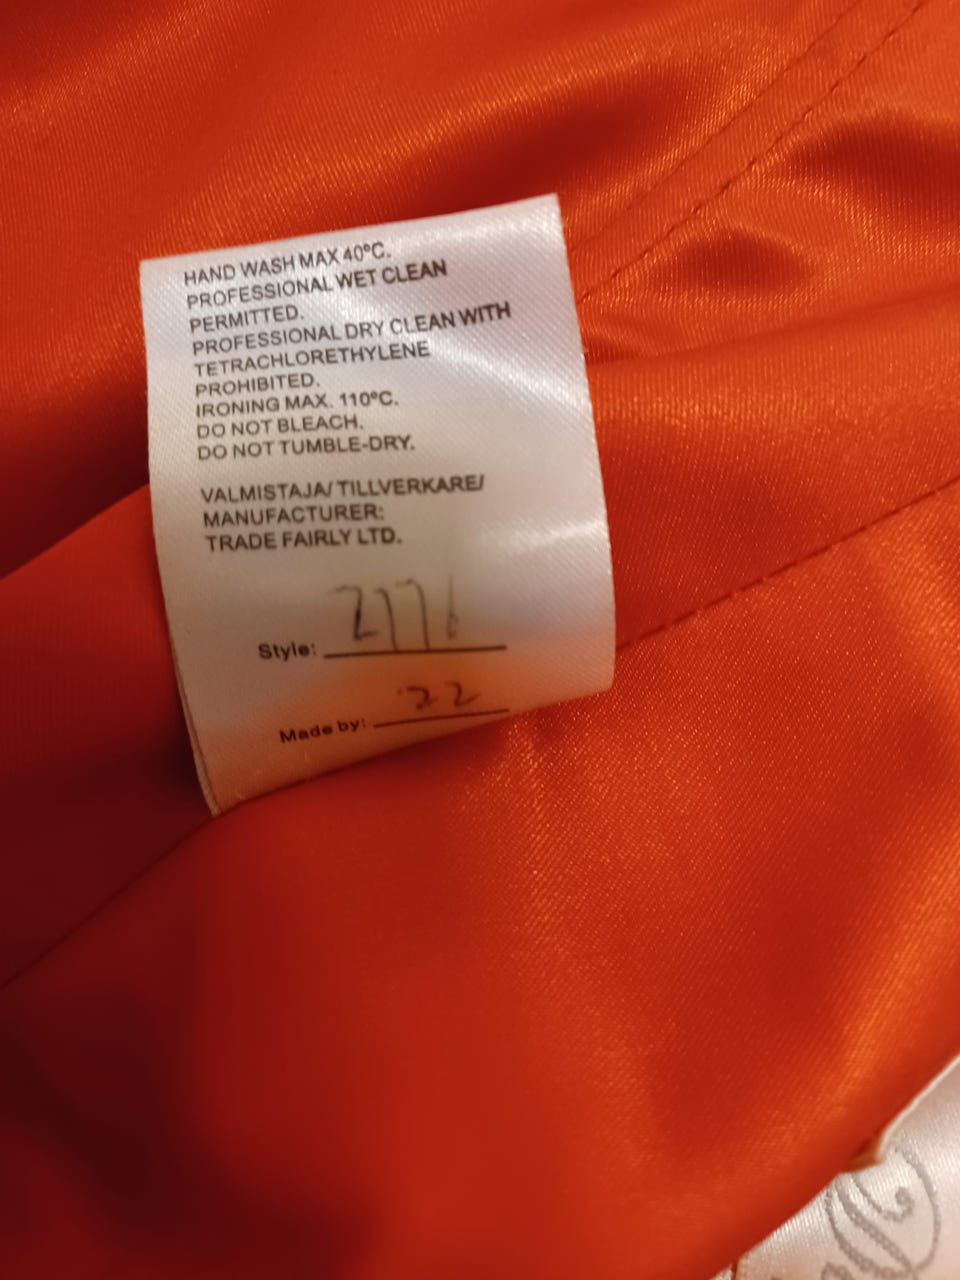 HAND WASH MAX 40°C.
PROFESSIONAL WET CLEAN
PERMITTED.
PROFESSIONAL DRY CLEAN WITH
TETRACHLORETHYLENE
PROHIBITED.
IRONING MAX. 110°C.
DO NOT BLEACH.
DO NOT TUMBLE-DRY.
VALMISTAJA/ TILLVERKARE/
MANUFACTURER:
TRADE FAIRLY LTD.
Style: 2776
Made by: 22